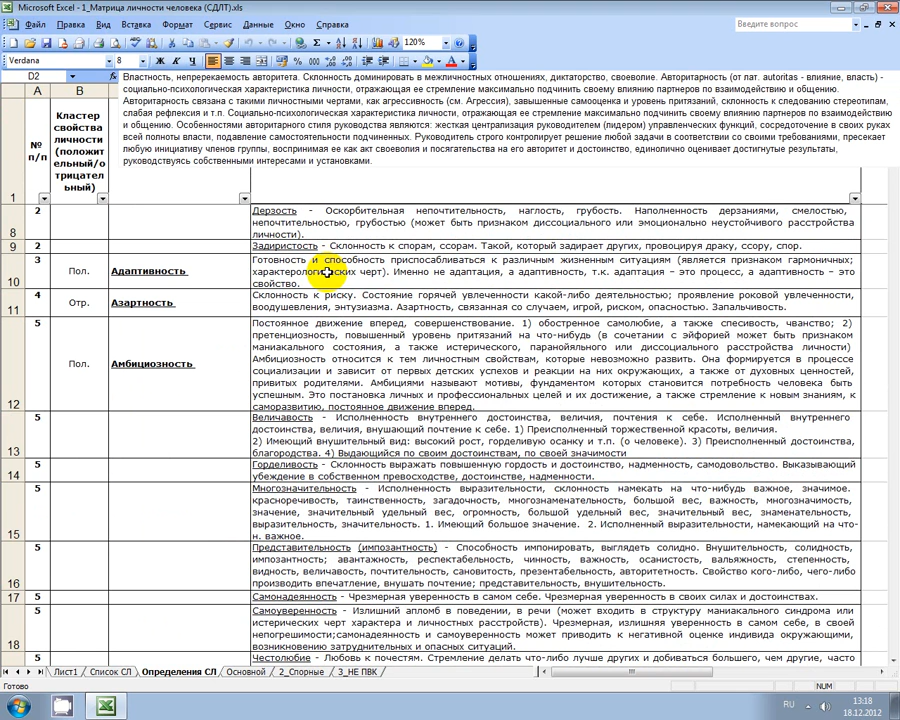 Microsoft Excel - 1_Матрица личности человека (СДЛТ).xls
Файл Правка Вид Вставка Формат Сервис Данные Окно Справка
Введите вопрос
120%
Verdana 8 Ж К Ч
D2
fx
Властность, непререкаемость авторитета. Склонность доминировать в межличностных отношениях, диктаторство, своеволие. Авторитарность (от лат. autoritas - влияние, власть) -
социально-психологическая характеристика личности, отражающая ее стремление максимально подчинить своему влиянию партнеров по взаимодействию и общению.
Авторитарность связана с такими личностными чертами, как агрессивность (см. Агрессия), завышенные самооценка и уровень притязаний, склонность к следованию стереотипам,
слабая рефлексия и т.п. Социально-психологическая характеристика личности, отражающая ее стремление максимально подчинить своему влиянию партнеров по взаимодействию
и общению. Особенностями авторитарного стиля руководства являются: жесткая централизация руководителем (лидером) управленческих функций, сосредоточение в своих руках
всей полноты власти, подавление самостоятельности подчиненных. Руководитель строго контролирует решение любой задачи в соответствии со своими требованиями, пресекает
любую инициативу членов группы, воспринимая ее как акт своеволия и посягательства на его авторитет и достоинство, единолично оценивает достигнутые результаты,
руководствуясь собственными интересами и установками.
A B
№ п/п
Кластер
свойства
личности
(положит
ельный/о
трицател
ьный)
1
8
2
Дерзость - Оскорбительная непочтительность, наглость, грубость. Наполненность дерзаниями, смелостью,
непочтительностью, грубостью (может быть признаком диссоциального или эмоционально неустойчивого расстройства
личности).
9
2
Задиристость - Склонность к спорам, ссорам. Такой, который задирает других, провоцируя драку, ссору, спор.
10
3
Пол.
Адаптивность
Готовность и способность приспосабливаться к различным жизненным ситуациям (является признаком гармоничных;
характерологических черт). Именно не адаптация, а адаптивность, т.к. адаптация – это процесс, а адаптивность – это
свойство.
11
4
Отр.
Азартность
Склонность к риску. Состояние горячей увлеченности какой-либо деятельностью; проявление роковой увлеченности,
воодушевления, энтузиазма. Азартность, связанная со случаем, игрой, риском, опасностью. Запальчивость.
12
5
Пол.
Амбициозность
Постоянное движение вперед, совершенствование. 1) обостренное самолюбие, а также спесивость, чванство; 2)
претенциозность, повышенный уровень притязаний на что-нибудь (в сочетании с эйфорией может быть признаком
маниакального состояния, а также истерического, паранойяльного или диссоциального расстройства личности)
Амбициозность относится к тем личностным свойствам, которые невозможно развить. Она формируется в процессе
социализации и зависит от первых детских успехов и реакции на них окружающих, а также от духовных ценностей,
привитых родителями. Амбициями называют мотивы, фундаментом которых становится потребность человека быть
успешным. Это постановка личных и профессиональных целей и их достижение, а также стремление к новым знаниям, к
саморазвитию, постоянное движение вперед.
13
5
Величавость - Исполненность внутреннего достоинства, величия, почтения к себе. Исполненный внутреннего
достоинства, величия, внушающий почтение к себе. 1) Преисполненный торжественной красоты, величия.
2) Имеющий внушительный вид: высокий рост, горделивую осанку и т.п. (о человеке). 3) Преисполненный достоинства,
благородства. 4) Выдающийся по своим достоинствам, по своей значимости
14
5
Горделивость - Склонность выражать повышенную гордость и достоинство, надменность, самодовольство. Выказывающий
убеждение в собственном превосходстве, достоинстве, надменности.
15
5
Многозначительность - Исполненность выразительности, склонность намекать на что-нибудь важное, значимое.
красноречивость, таинственность, загадочность, многознаменательность, большой вес, важность, многозначимость,
значение, значительный удельный вес, огромность, большой удельный вес, значительный вес, знаменательность,
выразительность, значительность. 1. Имеющий большое значение. 2. Исполненный выразительности, намекающий на что-
н. важное.
16
5
Представительность (импозантность) - Способность импонировать, выглядеть солидно. Внушительность, солидность,
импозантность; авантажность, респектабельность, чинность, важность, осанистость, вальяжность, степенность,
видность, величавость, почтительность, сановитость, презентабельность, авторитетность. Свойство кого-либо, чего-либо
производить впечатление, внушать почтение; представительность, внушительность.
17
5
Самонадеянность - Чрезмерная уверенность в самом себе. Чрезмерная уверенность в своих силах и достоинствах.
18
5
Самоуверенность - Излишний апломб в поведении, в речи (может входить в структуру маниакального синдрома или
истерических черт характера и личностных расстройств). Чрезмерная, излишняя уверенность в самом себе, в своей
непогрешимости;самонадеянность и самоуверенность может приводить к негативной оценке индивида окружающими,
возникновению затруднительных и опасных ситуаций.
5
Честолюбие - Любовь к почестям. Стремление делать что-либо лучше других и добиваться большего, чем другие, часто
Лист1 Список СЛ Определения СЛ Основной 2_Спорные 3_НЕ ПВК
Готово
NUM
RU
13:18
18.12.2012